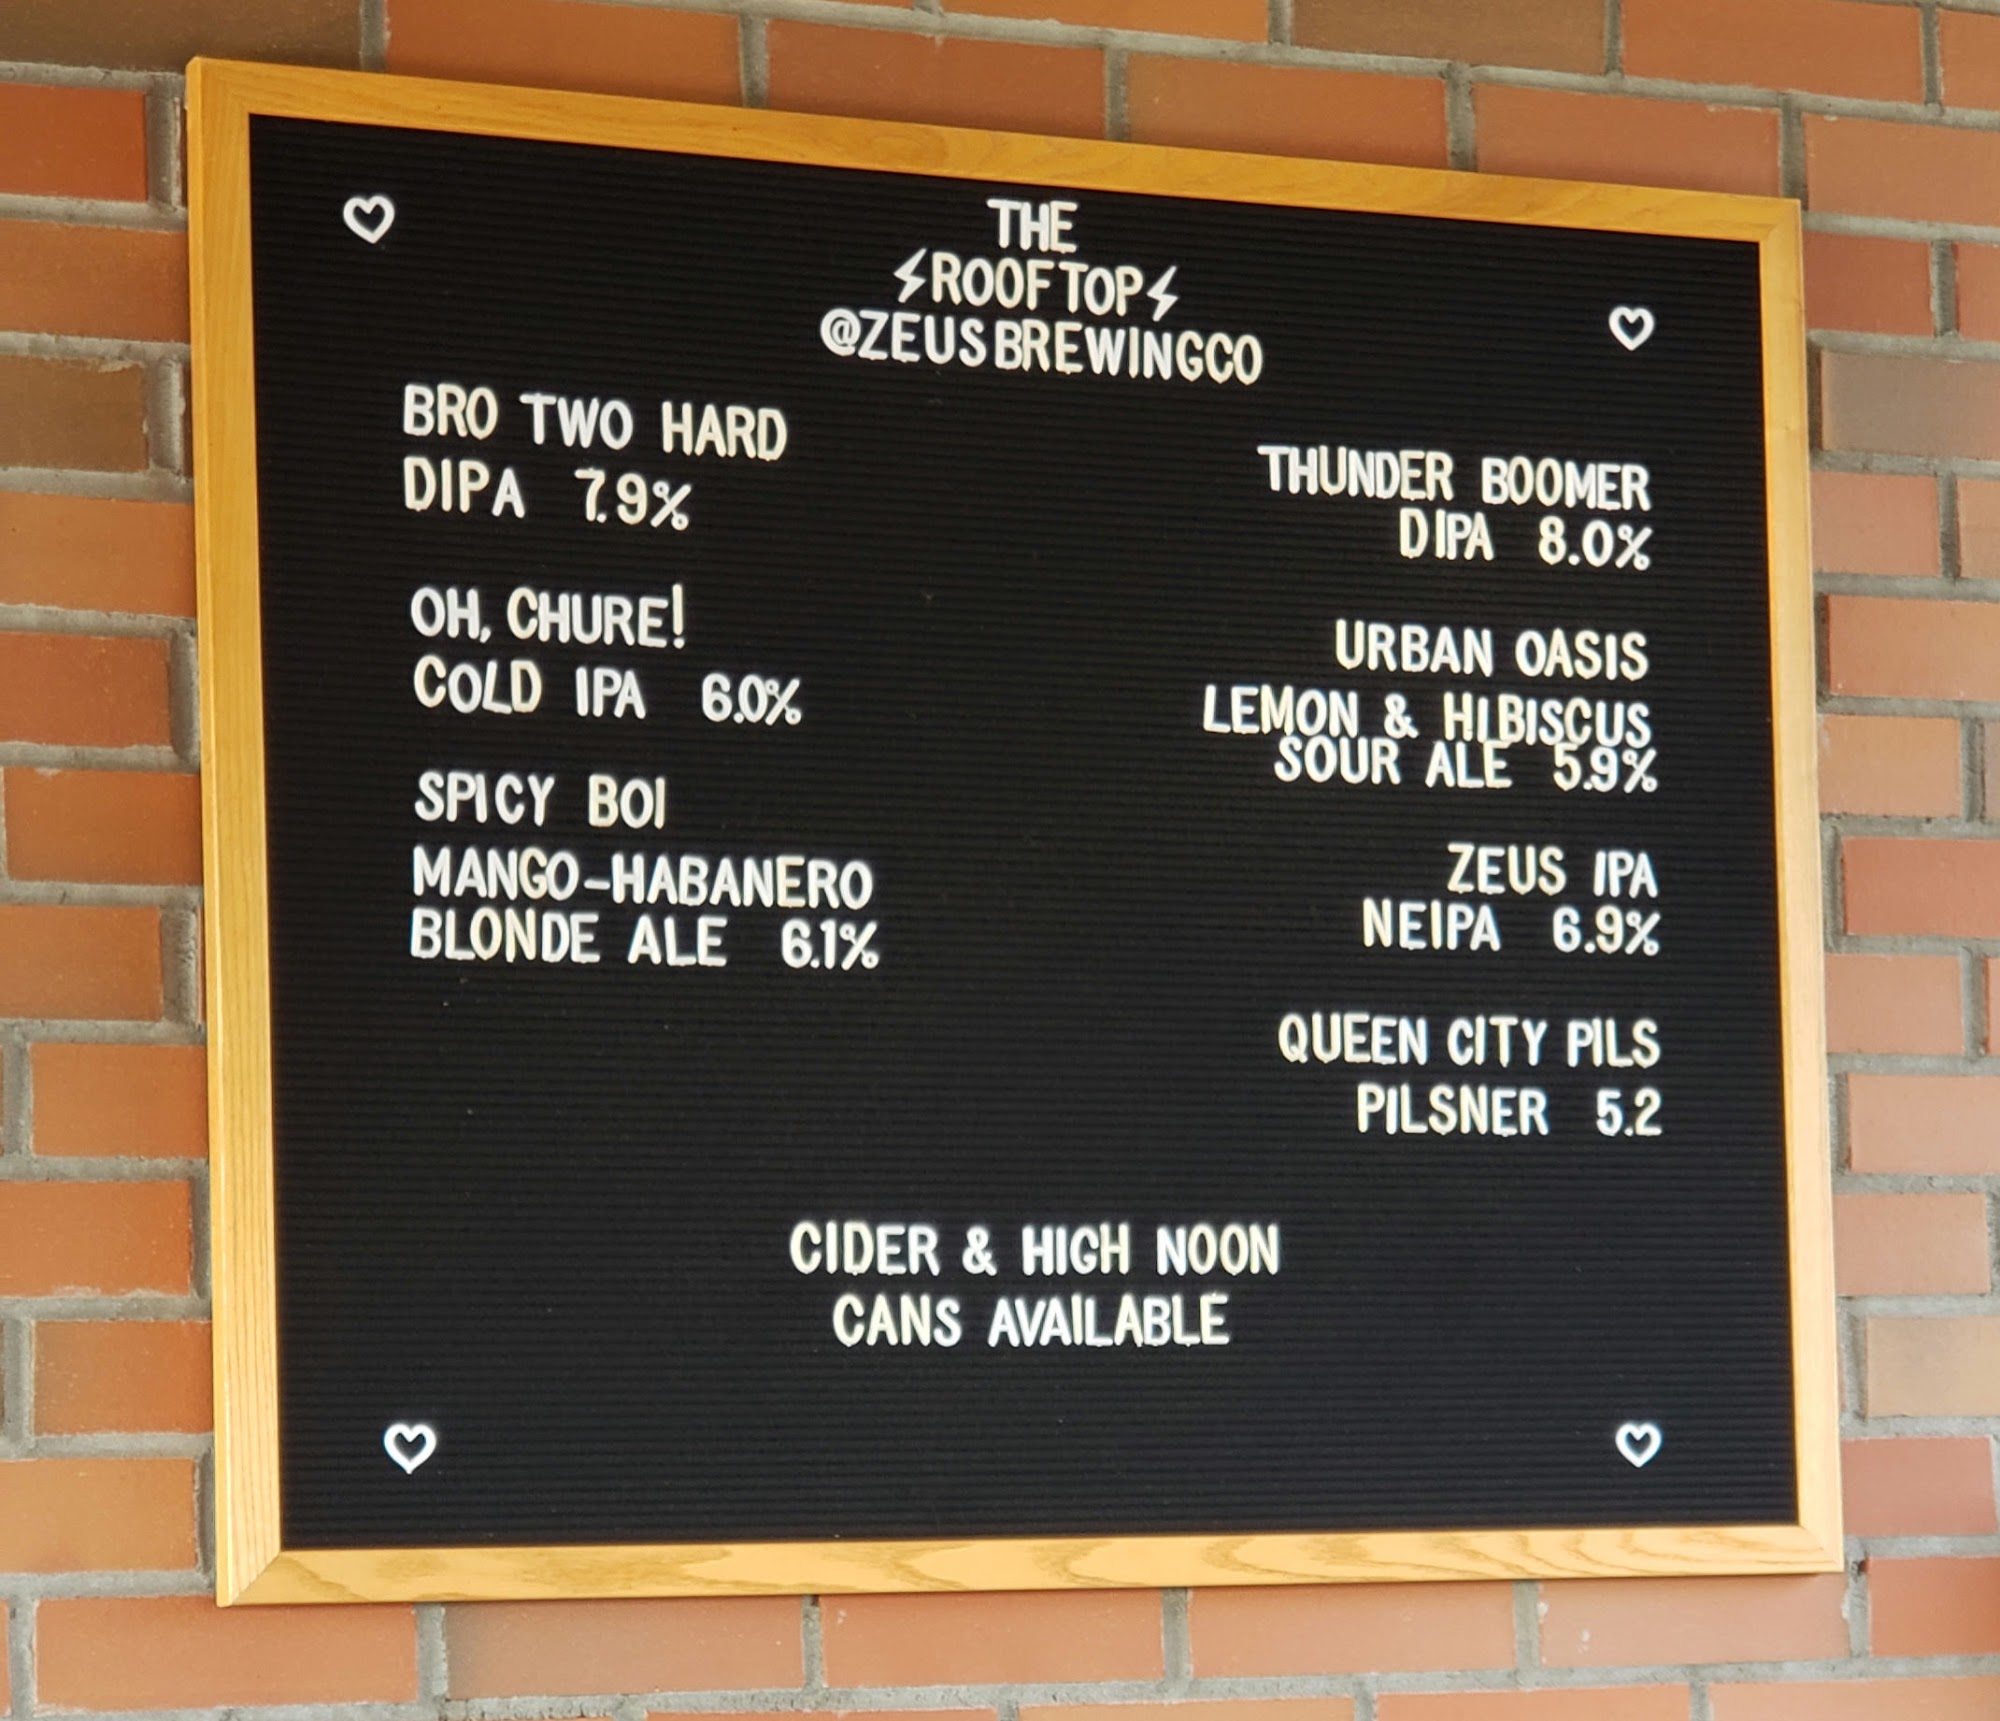 THE
⚡ROOFTOP⚡
@ZEUSBREWINGCO
BRO TWO HARD
DIPA 7.9%
OH, CHURE!
COLD IPA 6.0%
SPICY BOI
MANGO-HABANERO
BLONDE ALE 6.1%
THUNDER BOOMER
DIPA 8.0%
URBAN OASIS
LEMON & HIBISCUS
SOUR ALE 5.9%
ZEUS IPA
NEIPA 6.9%
QUEEN CITY PILS
PILSNER 5.2
CIDER & HIGH NOON
CANS AVAILABLE